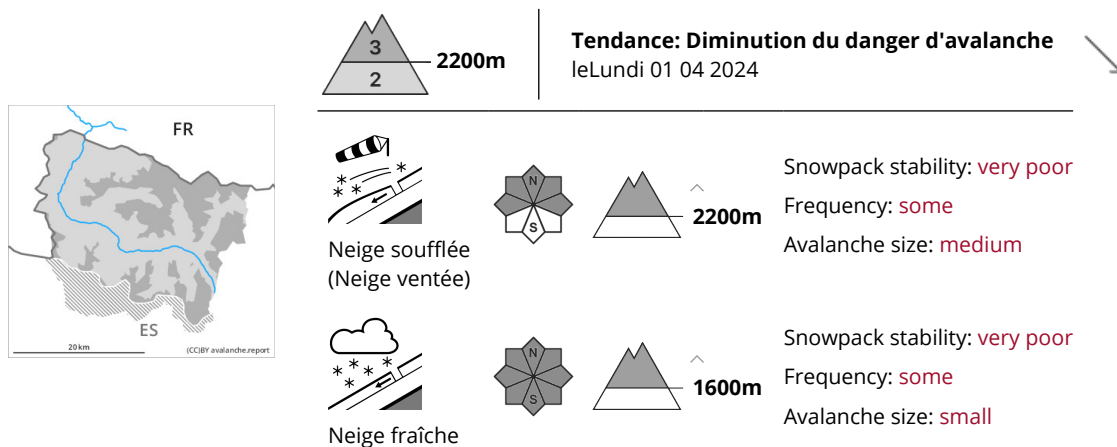 3
2
2200m
Tendance: Diminution du danger d'avalanche
leLundi 01 04 2024
FR
ES
20 km
(CC)BY avalanche.report
Neige soufflée
(Neige ventée)
N
S
2200m
Snowpack stability: very poor
Frequency: some
Avalanche size: medium
Neige fraîche
N
S
1600m
Snowpack stability: very poor
Frequency: some
Avalanche size: small